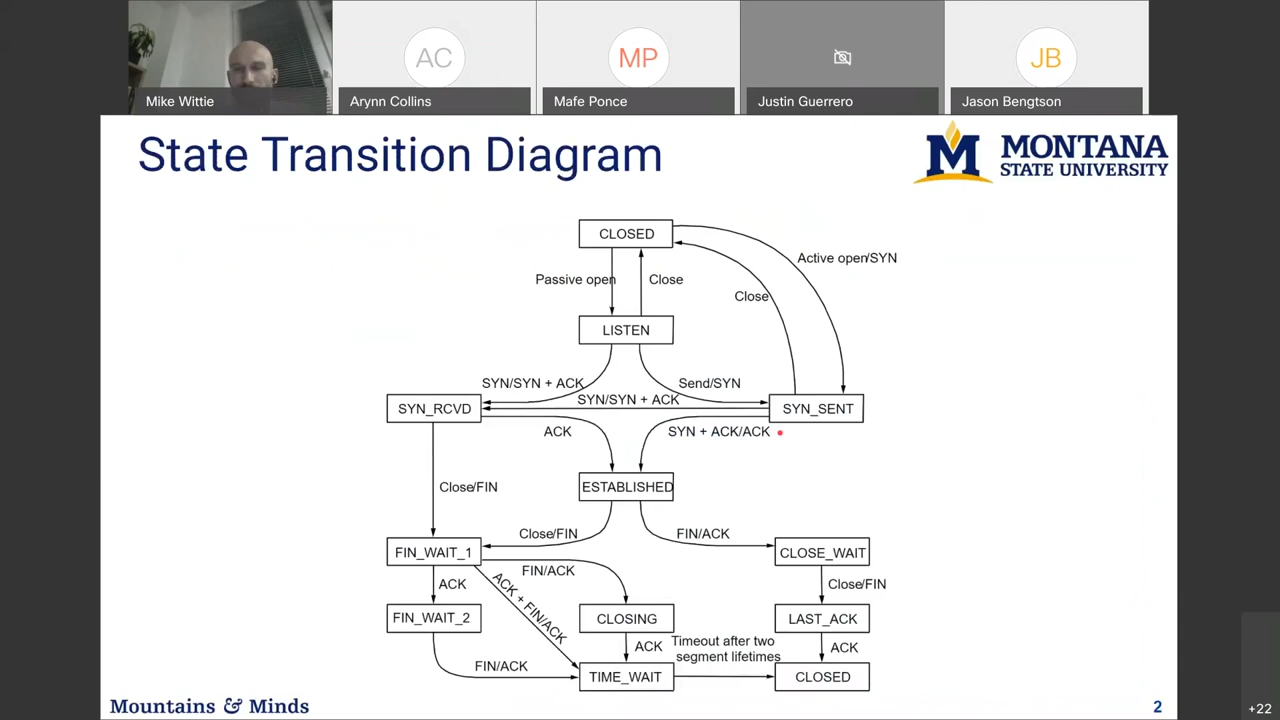 AC
MP
JB
Mike Wittie
Arynn Collins
Mafe Ponce
Justin Guerrero
Jason Bengtson
State Transition Diagram
M MONTANA
STATE UNIVERSITY
CLOSED
Active open/SYN
Passive open
Close
Close
LISTEN
SYN/SYN + ACK
Send/SYN
SYN/SYN + ACK
SYN_RCVD
SYN_SENT
ACK
SYN + ACK/ACK
ESTABLISHED
Close/FIN
Close/FIN
FIN/ACK
FIN_WAIT_1
CLOSE_WAIT
FIN/ACK
ACK
ACK + FIN/ACK
Close/FIN
FIN_WAIT_2
CLOSING
LAST_ACK
ACK
Timeout after two
segment lifetimes
ACK
FIN/ACK
TIME_WAIT
CLOSED
Mountains & Minds
2
+22